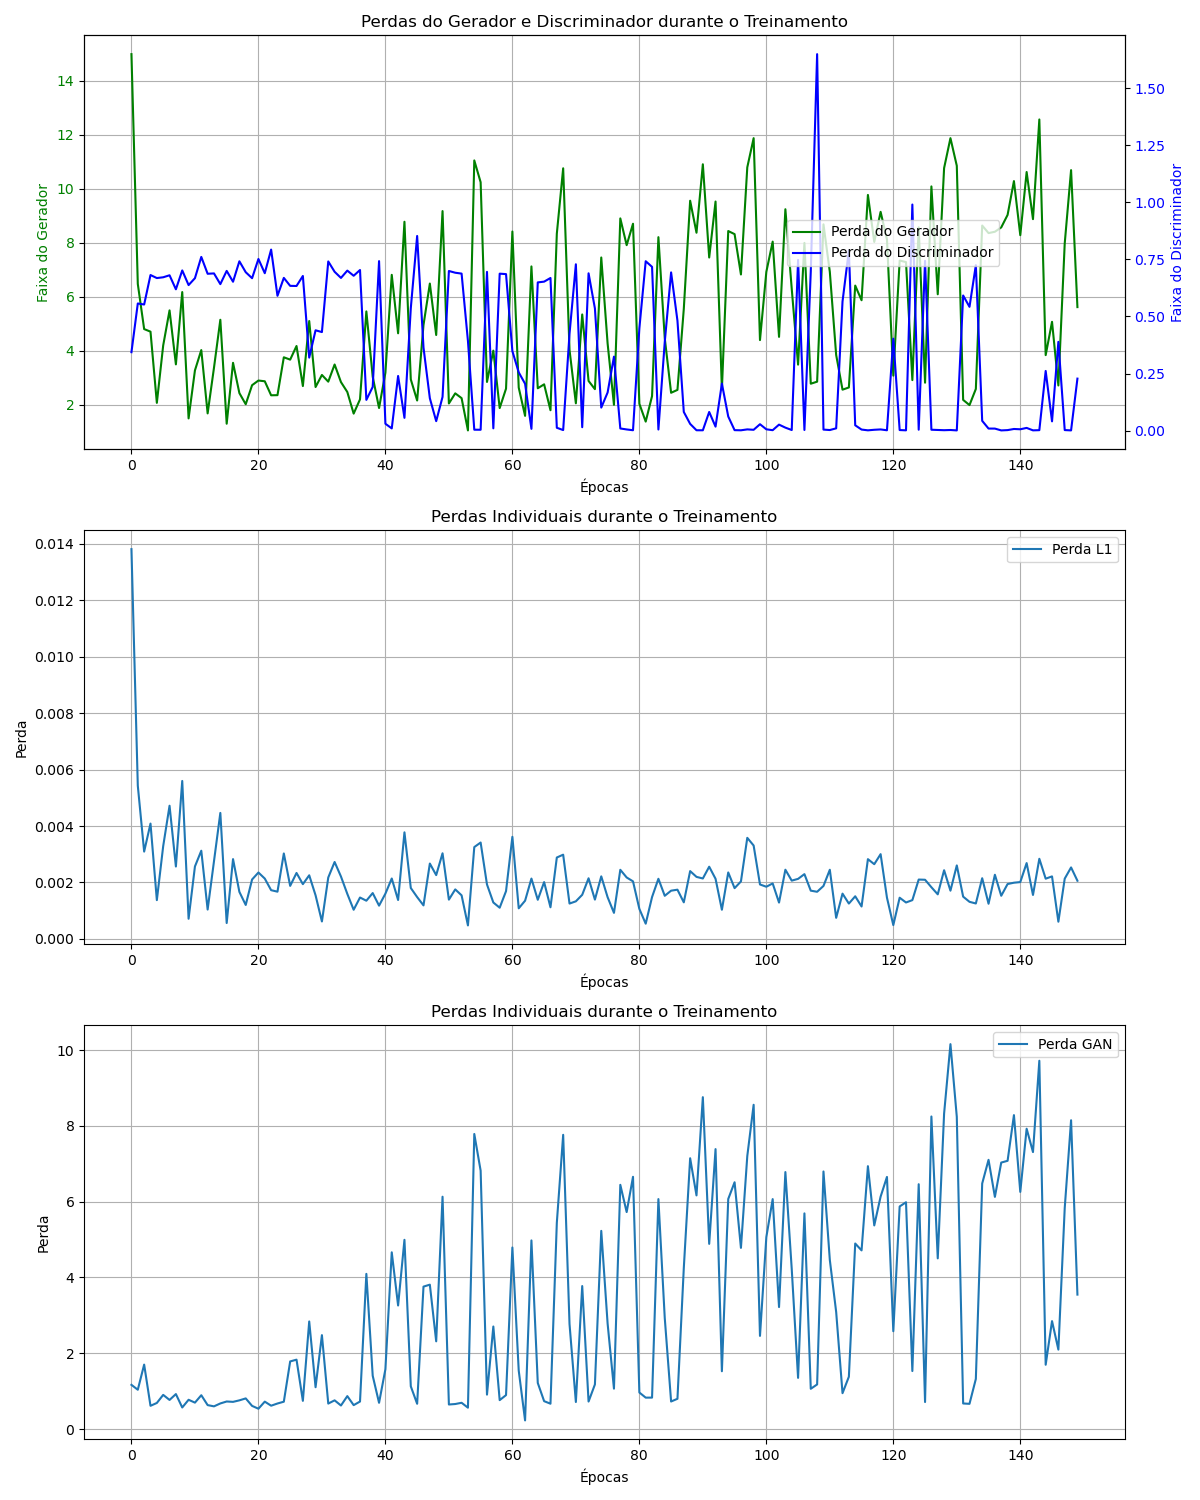 Perdas do Gerador e Discriminador durante o Treinamento
14
12
10
8
6
4
2
Faixa do Gerador
1.50
1.25
1.00
0.75
0.50
0.25
0.00
Faixa do Discriminador
Perda do Gerador
Perda do Discriminador
0 20 40 60 80 100 120 140
Épocas
Perdas Individuais durante o Treinamento
0.014
0.012
0.010
0.008
0.006
0.004
0.002
0.000
Perda
Perda L1
0 20 40 60 80 100 120 140
Épocas
Perdas Individuais durante o Treinamento
10
8
6
4
2
0
Perda
Perda GAN
0 20 40 60 80 100 120 140
Épocas